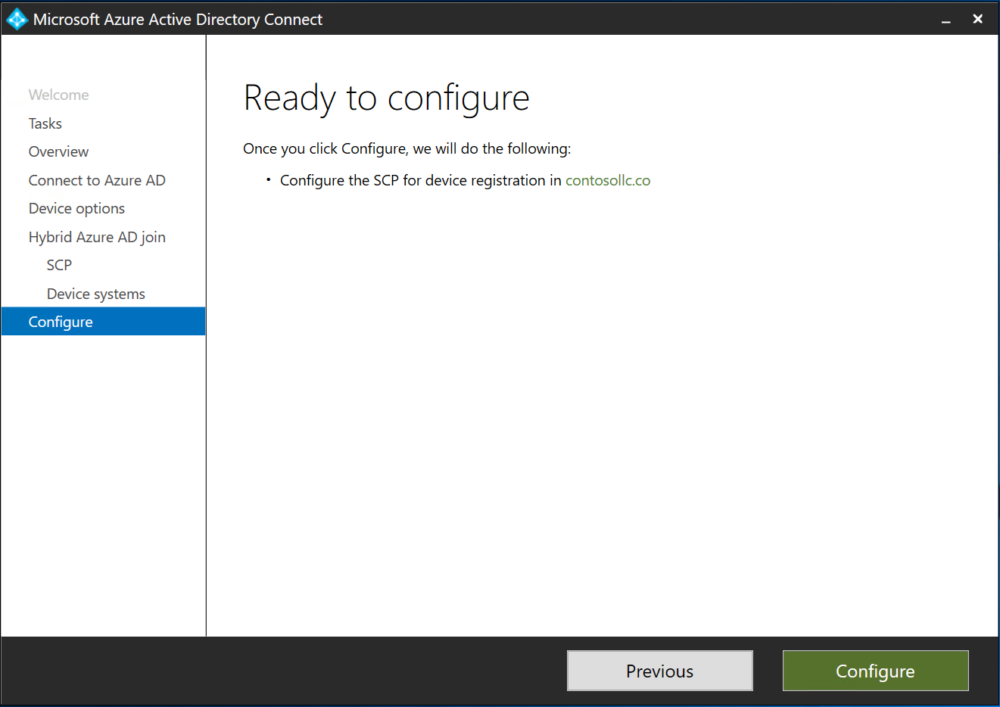 Microsoft Azure Active Directory Connect
Welcome
Tasks
Overview
Connect to Azure AD
Device options
Hybrid Azure AD join
SCP
Device systems
Configure
Ready to configure
Once you click Configure, we will do the following:
• Configure the SCP for device registration in contosollc.co
Previous
Configure